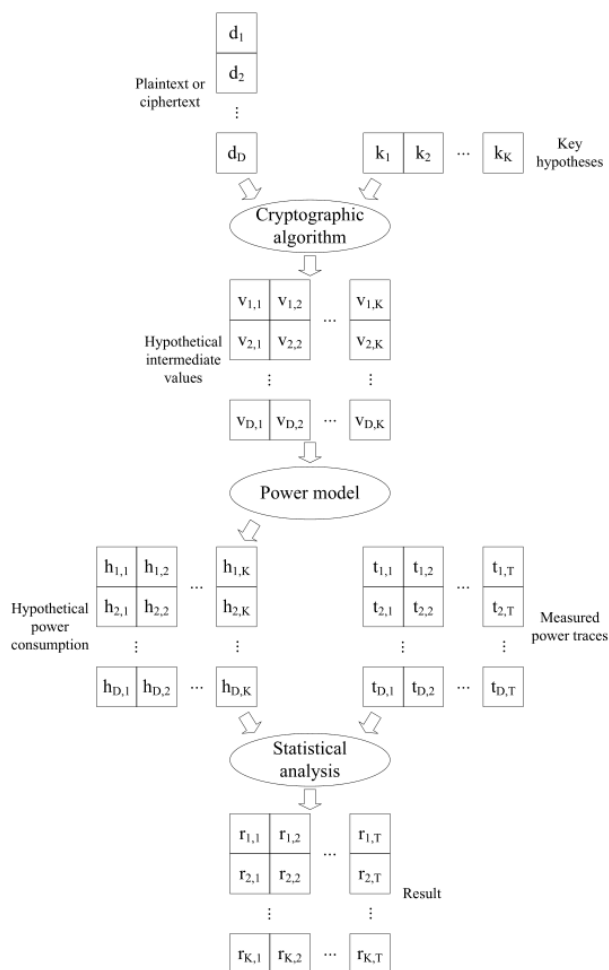 d₁
d₂
Plaintext or
ciphertext
⋮
d_D
k₁ k₂ ... k_K
Key
hypotheses
Cryptographic
algorithm
v₁,₁ v₁,₂ ... v₁,K
v₂,₁ v₂,₂ v₂,K
Hypothetical
intermediate
values
⋮ ⋮
v_D,₁ v_D,₂ ... v_D,K
Power model
h₁,₁ h₁,₂ ... h₁,K
h₂,₁ h₂,₂ h₂,K
Hypothetical
power
consumption
⋮ ⋮
h_D,₁ h_D,₂ ... h_D,K
t₁,₁ t₁,₂ ... t₁,T
t₂,₁ t₂,₂ t₂,T
Measured
power traces
⋮ ⋮
t_D,₁ t_D,₂ ... t_D,T
Statistical
analysis
r₁,₁ r₁,₂ ... r₁,T
r₂,₁ r₂,₂ r₂,T
Result
⋮ ⋮
r_K,₁ r_K,₂ ... r_K,T